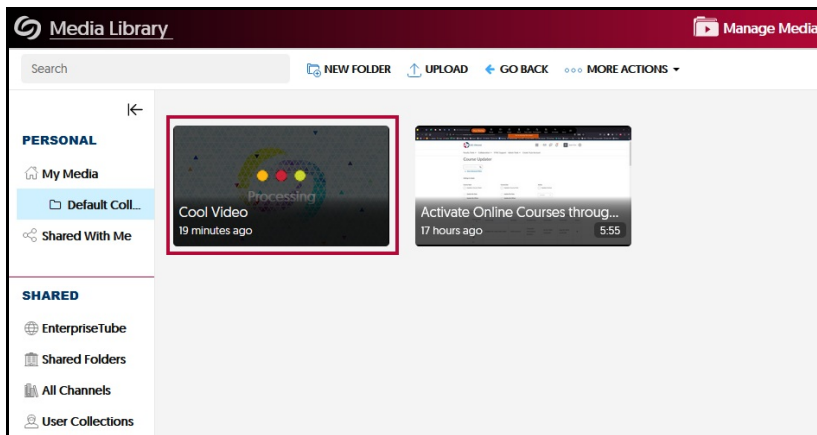 Media Library
Manage Media
Search
NEW FOLDER
UPLOAD
GO BACK
MORE ACTIONS
PERSONAL
My Media
Default Coll...
Shared With Me
SHARED
EnterpriseTube
Shared Folders
All Channels
User Collections
Processing
Cool Video
19 minutes ago
Course Updater
Activate Online Courses throug...
17 hours ago
5:55